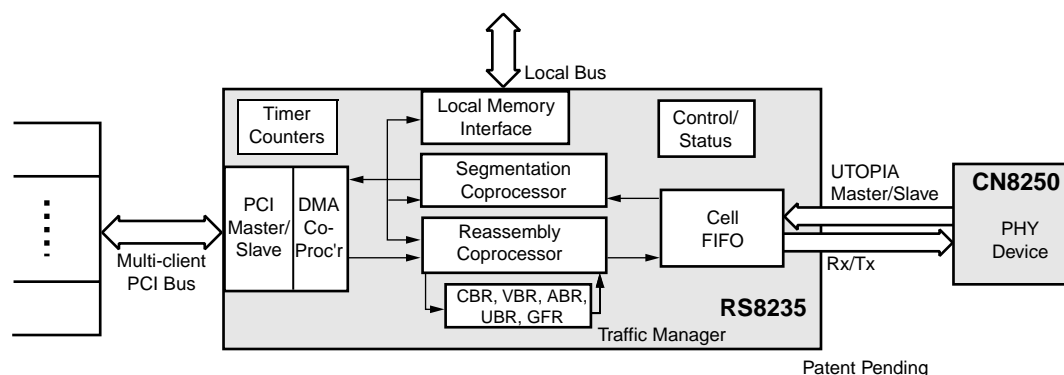 Local Bus
Timer
Counters
Local Memory
Interface
Control/
Status
Segmentation
Coprocessor
PCI
Master/
Slave
DMA
Co-
Proc'r
Reassembly
Coprocessor
Cell
FIFO
CBR, VBR, ABR,
UBR, GFR
Traffic Manager
RS8235
Multi-client
PCI Bus
UTOPIA
Master/Slave
Rx/Tx
CN8250
PHY
Device
Patent Pending